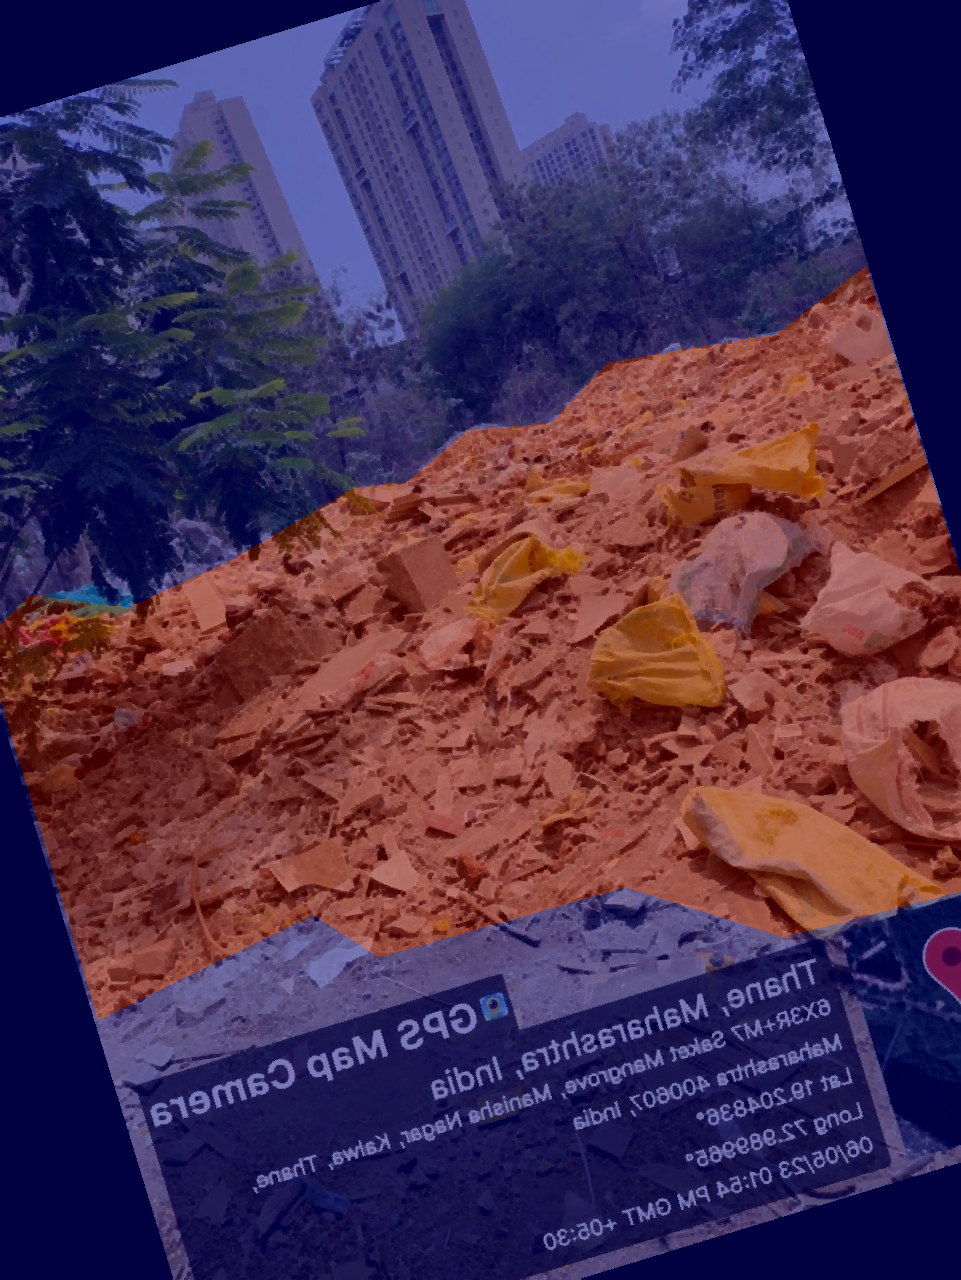 GPS Map Camera
Thane, Maharashtra, India
6X3R+M7 Saket Mangrove, Manisha Nagar, Kalwa, Thane,
Maharashtra 400607, India
Lat 19.204836°
Long 72.989965°
06/05/23 01:54 PM GMT +05:30